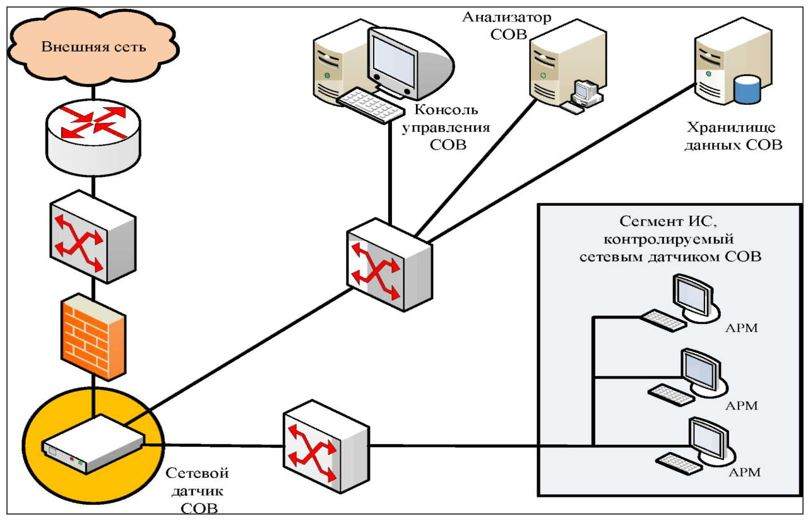 Внешняя сеть
Консоль
управления
СОВ
Анализатор
СОВ
Хранилище
данных СОВ
Сегмент ИС,
контролируемый
сетевым датчиком СОВ
АРМ
АРМ
АРМ
Сетевой
датчик
СОВ